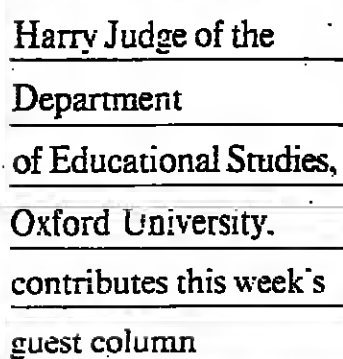 Harry Judge of the
Department
of Educational Studies,
Oxford University.
contributes this week's
guest column